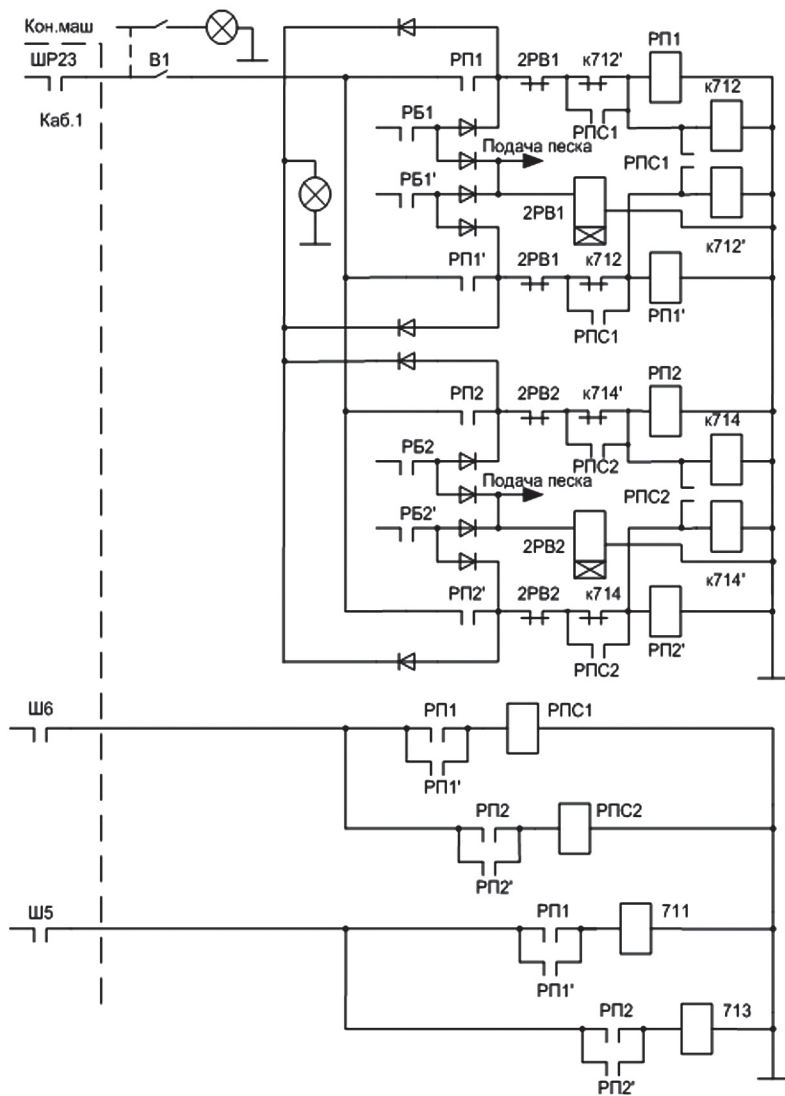 Кон.маш
ШР23
В1
Каб.1
РП1
2РВ1
к712'
РП1
РПС1
к712
РБ1
Подача песка
РПС1
РБ1'
2РВ1
к712'
РП1'
2РВ1
к712
РП1'
РПС1
РП2
2РВ2
к714'
РП2
РПС2
к714
РБ2
Подача песка
РПС2
РБ2'
2РВ2
к714'
РП2'
2РВ2
к714
РП2'
РПС2
Ш6
РП1
РПС1
РП1'
РП2
РПС2
РП2'
Ш5
РП1
711
РП1'
РП2
713
РП2'